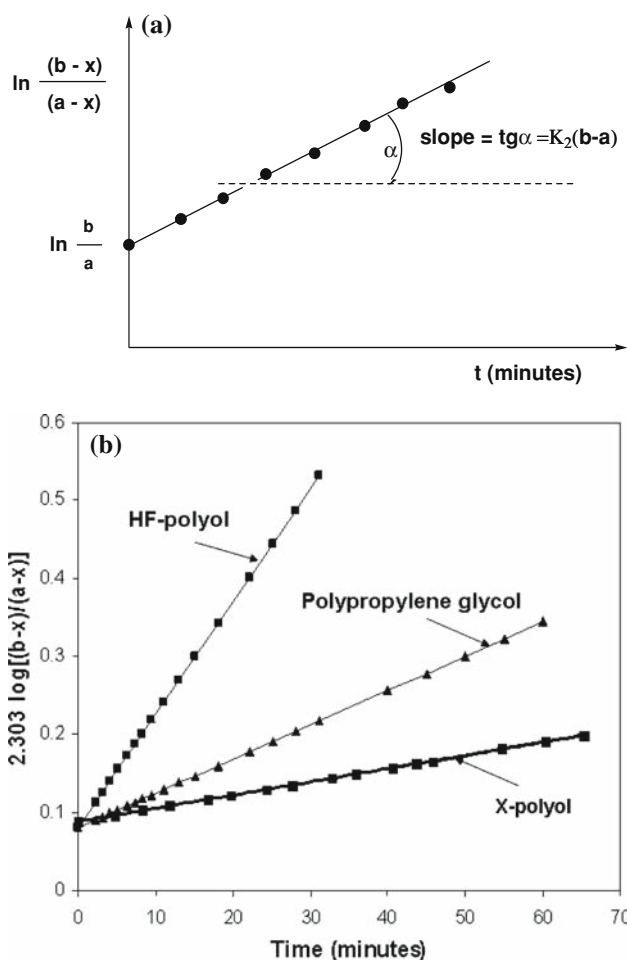 (a)
ln (b - x)
(a - x)
slope = tgα =K₂(b-a)
α
ln b
a
t (minutes)
(b)
2.303 log[(b-x)/(a-x)]
0.6
0.5
0.4
0.3
0.2
0.1
0
HF-polyol
Polypropylene glycol
X-polyol
0 10 20 30 40 50 60 70
Time (minutes)